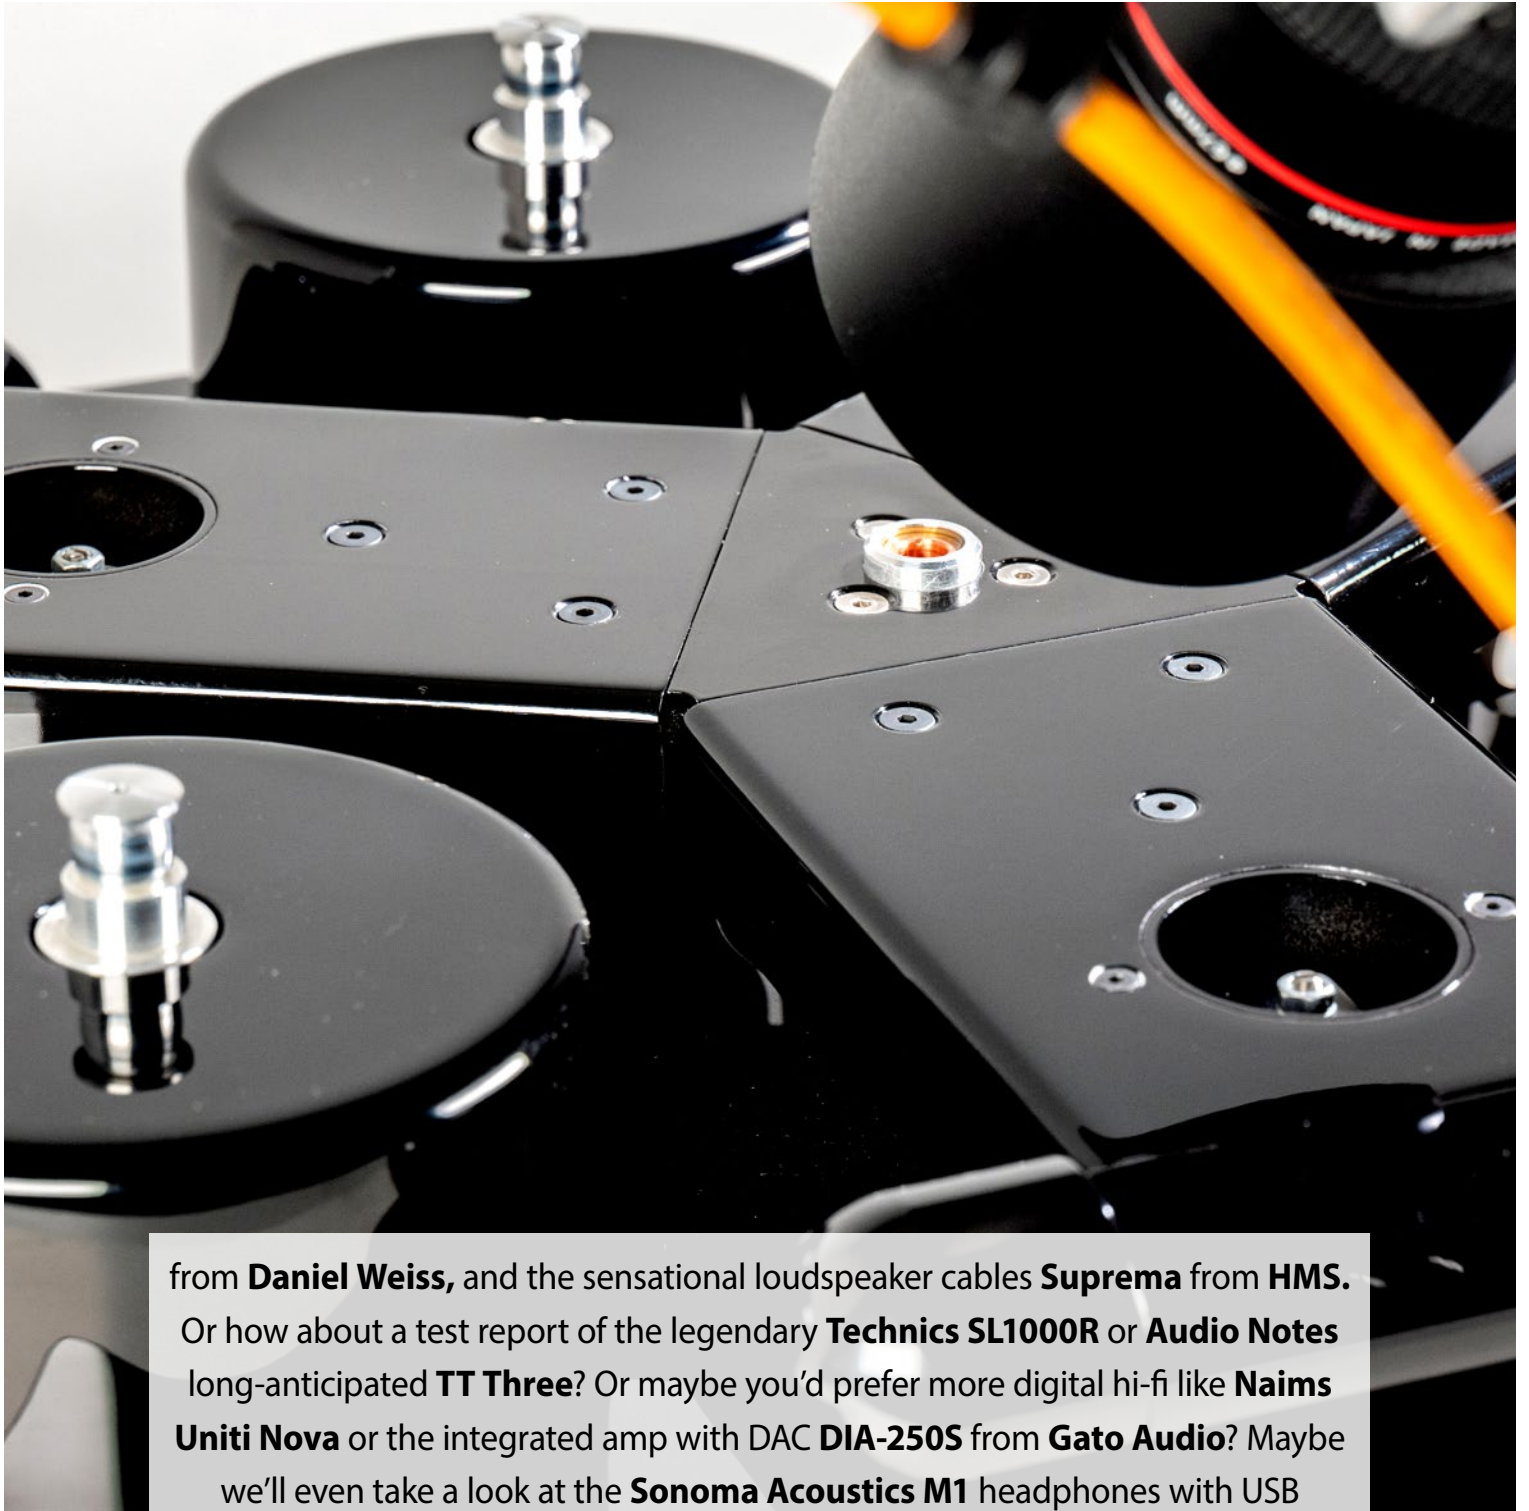 from Daniel Weiss, and the sensational loudspeaker cables Suprema from HMS.
Or how about a test report of the legendary Technics SL1000R or Audio Notes
long-anticipated TT Three? Or maybe you'd prefer more digital hi-fi like Naims
Uniti Nova or the integrated amp with DAC DIA-250S from Gato Audio? Maybe
we'll even take a look at the Sonoma Acoustics M1 headphones with USB